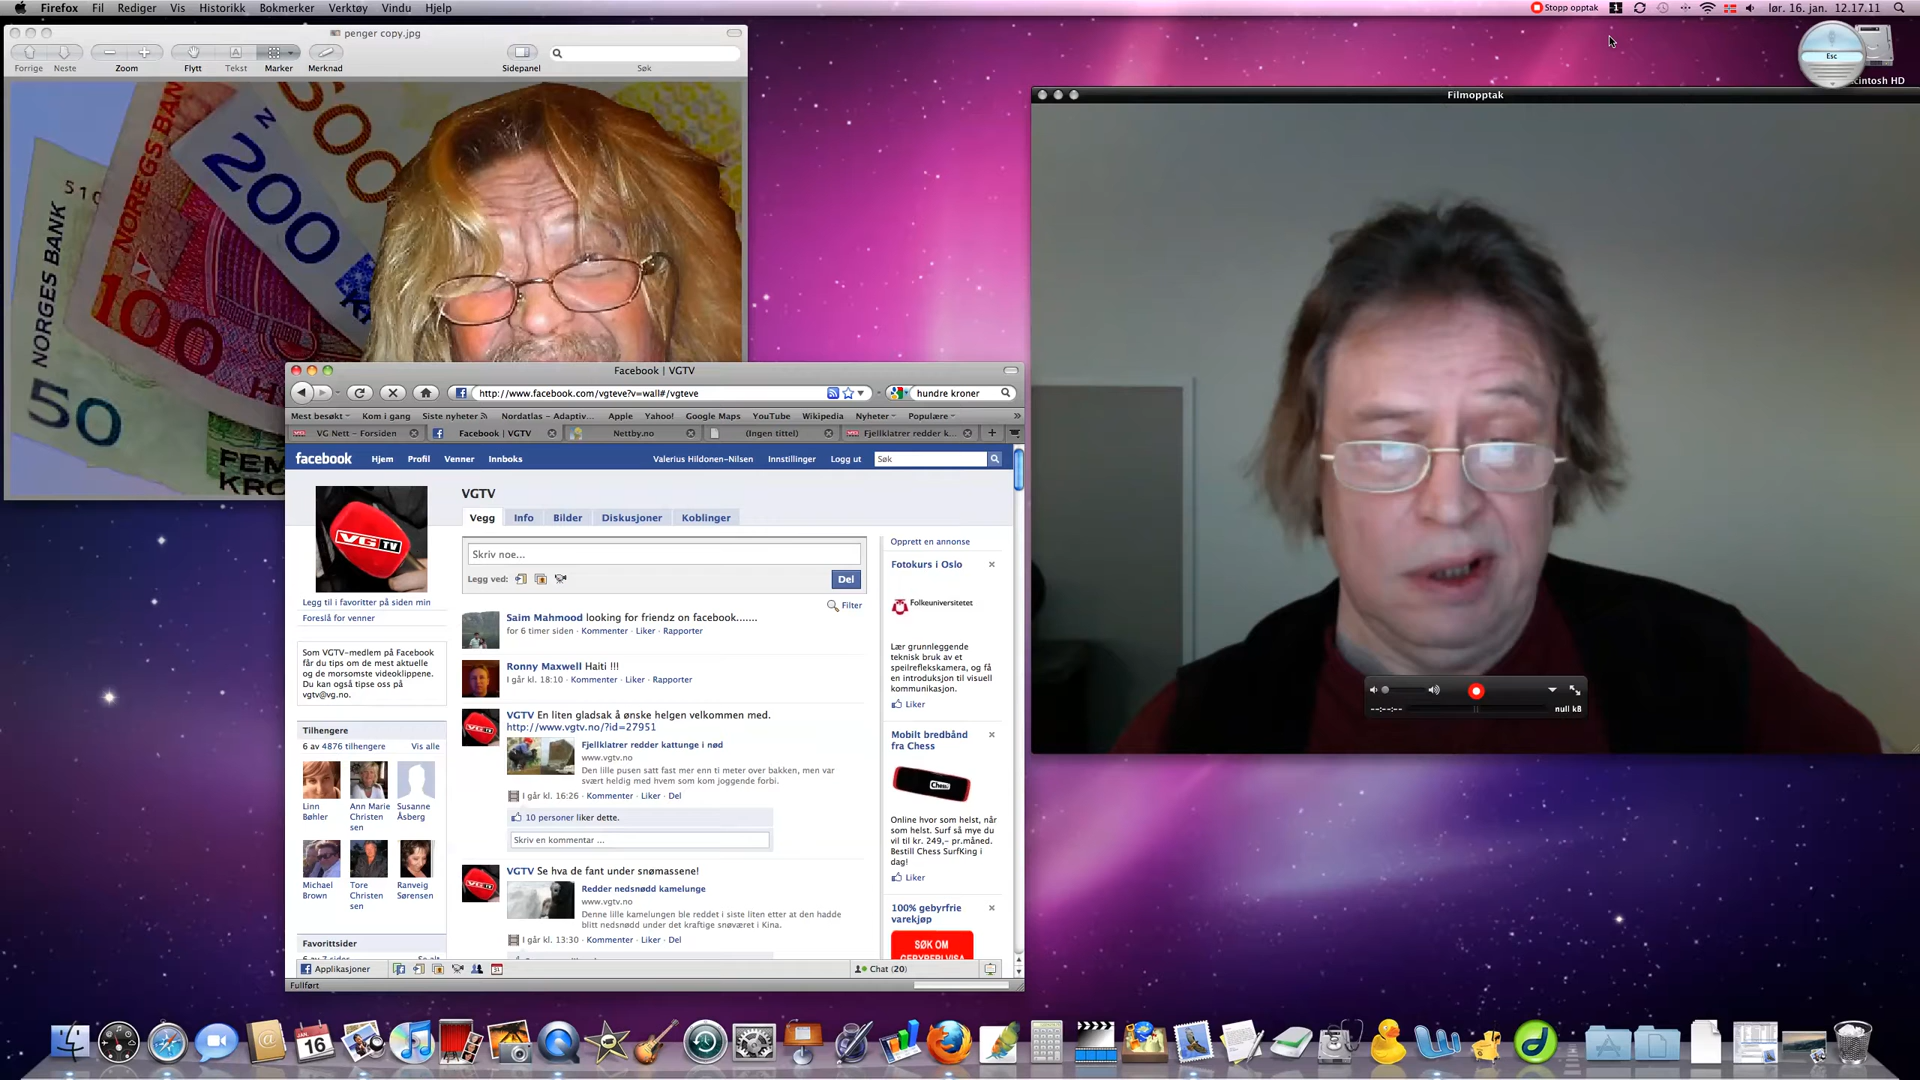 Firefox Fil Rediger Vis Historikk Bokmerker Verktøy Vindu Hjelp
Stopp opptak 1 lør. 16. jan. 12.17.11
penger copy.jpg
Forrige Neste Zoom Flytt Tekst Marker Merknad Sidepanel Søk
Esc
cintosh HD
Filmopptak
NORGES BANK
50
510
NOREGS BAN
100
200
500
N
FEM
KRO
Facebook | VGTV
http://www.facebook.com/vgteve?v=wall#/vgteve
hundre kroner
Mest besøkt Kom i gang Siste nyheter Nordatlas – Adaptiv... Apple Yahoo! Google Maps YouTube Wikipedia Nyheter Populære »
VG Nett – Forsiden Facebook | VGTV Nettby.no (Ingen tittel) Fjellklatrer redder k...
facebook Hjem Profil Venner Innboks Valerius Hildonen-Nilsen Innstillinger Logg ut Søk
VGTV
Vegg Info Bilder Diskusjoner Koblinger
VG TV
Legg til i favoritter på siden min
Foreslå for venner
Som VGTV-medlem på Facebook
får du tips om de mest aktuelle
og de morsomste videoklippene.
Du kan også tipse oss på
vgtv@vg.no.
Tilhengere
6 av 4876 tilhengere Vis alle
Linn
Bøhler
Ann Marie
Christen
sen
Susanne
Åsberg
Michael
Brown
Tore
Christen
sen
Ranveig
Sørensen
Favorittsider
Skriv noe...
Legg ved: Del
Filter
Saim Mahmood looking for friendz on facebook.......
for 6 timer siden · Kommenter · Liker · Rapporter
Ronny Maxwell Haiti !!!
I går kl. 18:10 · Kommenter · Liker · Rapporter
VGTV En liten gladsak å ønske helgen velkommen med.
http://www.vgtv.no/?id=27951
Fjellklatrer redder kattunge i nød
www.vgtv.no
Den lille pusen satt fast mer enn ti meter over bakken, men var
svært heldig med hvem som kom joggende forbi.
I går kl. 16:26 · Kommenter · Liker · Del
10 personer liker dette.
Skriv en kommentar ...
VGTV Se hva de fant under snømassene!
Redder nedsnødd kamelunge
www.vgtv.no
Denne lille kamelungen ble reddet i siste liten etter at den hadde
blitt nedsnødd under det kraftige snøværet i Kina.
I går kl. 13:30 · Kommenter · Liker · Del
Opprett en annonse
Fotokurs i Oslo
Folkeuniversitetet
Lær grunnleggende
teknisk bruk av et
speilreflekskamera, og få
en introduksjon til visuell
kommunikasjon.
Liker
Mobilt bredbånd
fra Chess
Chess.
Online hvor som helst, når
som helst. Surf så mye du
vil til kr. 249,- pr.måned.
Bestill Chess SurfKing i
dag!
Liker
100% gebyrfri
varekjøp
SØK OM
Applikasjoner Chat (20)
Fullført
--:--:-- null kB
JAN.
16